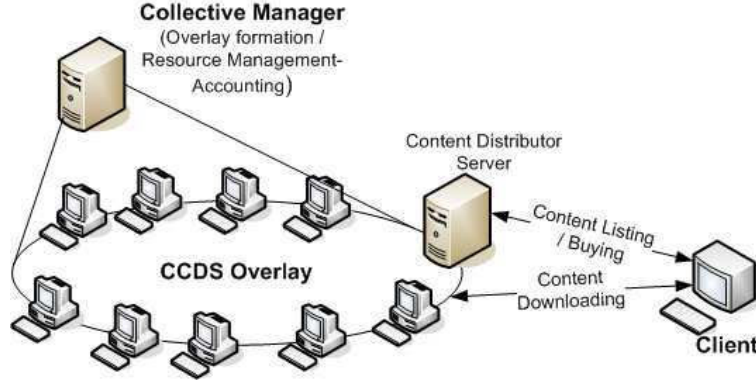 Collective Manager
(Overlay formation /
Resource Management-
Accounting)
Content Distributor
Server
Content Listing
/ Buying
CCDS Overlay
Content
Downloading
Client